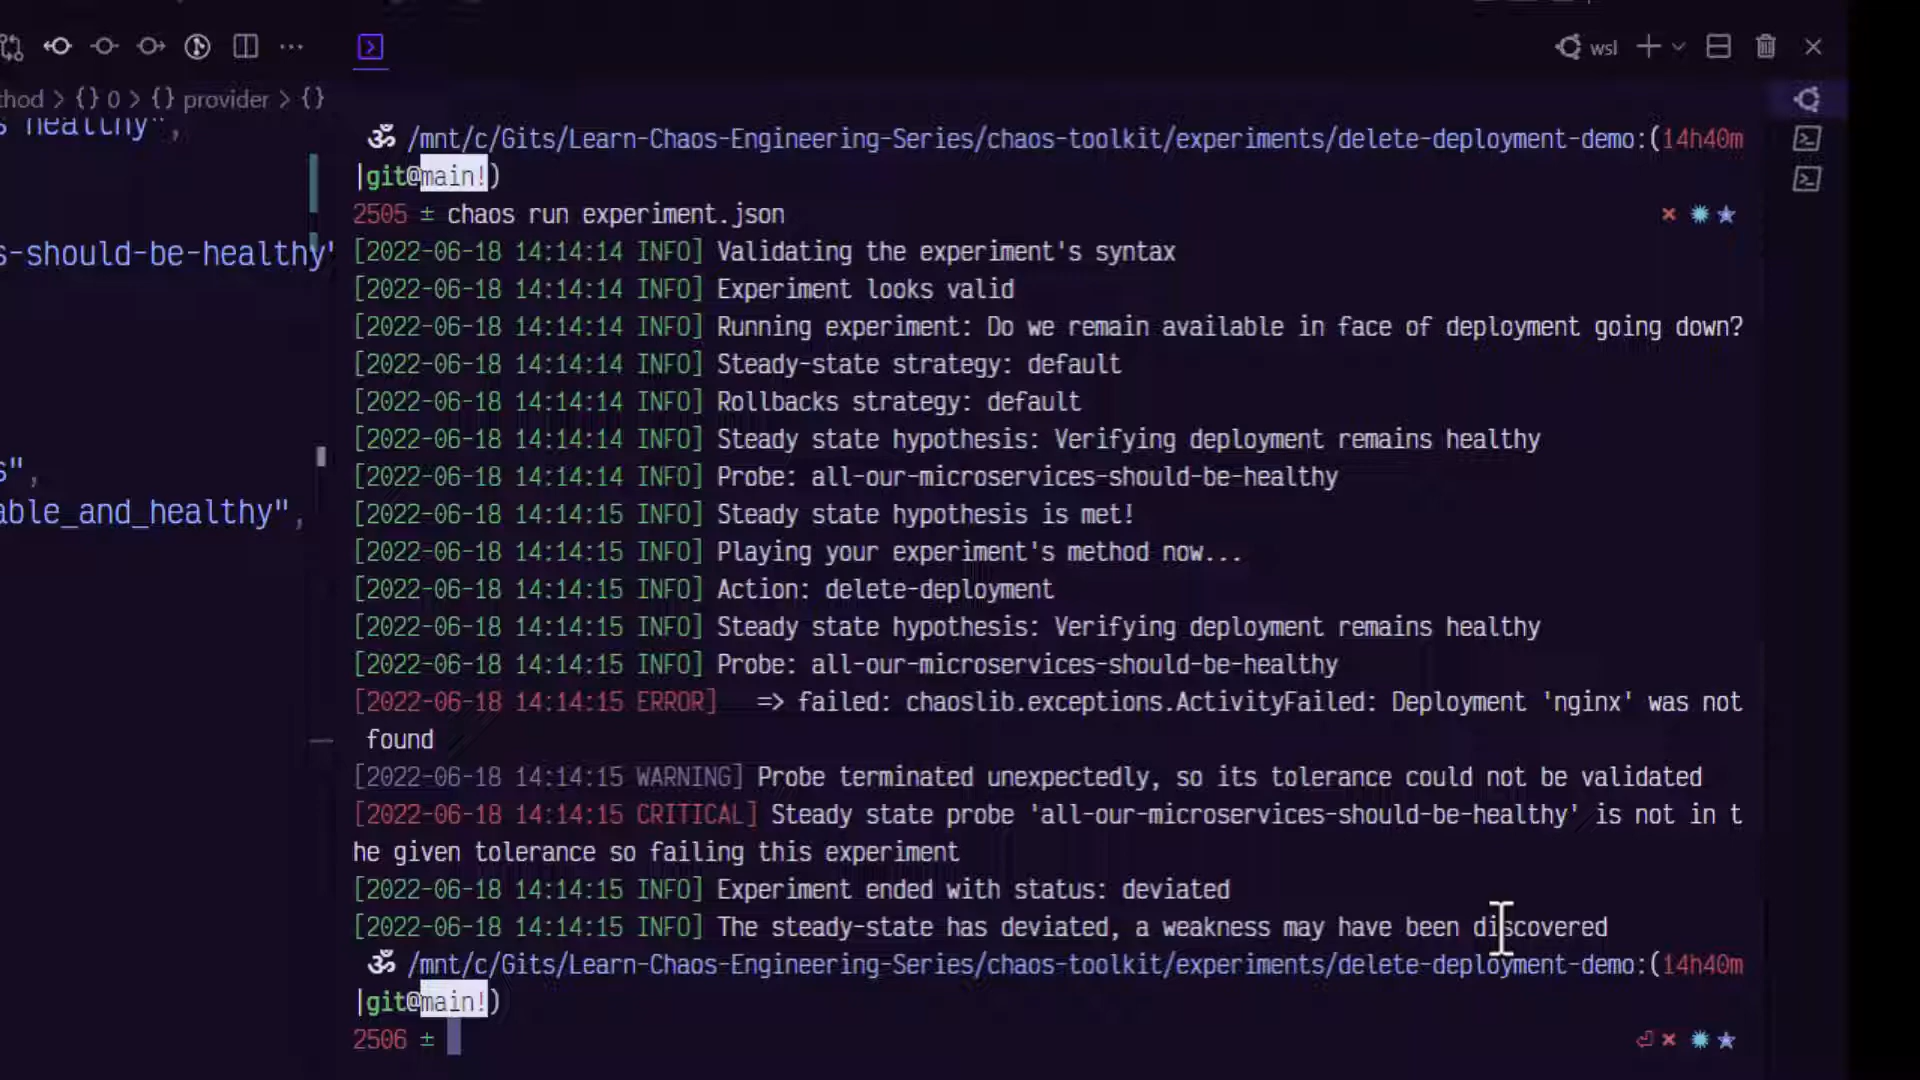 wsl
thod > {} 0 > {} provider > {}
s healthy",
s-should-be-healthy"
s",
able_and_healthy",
ॐ /mnt/c/Gits/Learn-Chaos-Engineering-Series/chaos-toolkit/experiments/delete-deployment-demo:(14h40m
|git@main!)
2505 ± chaos run experiment.json
[2022-06-18 14:14:14 INFO] Validating the experiment's syntax
[2022-06-18 14:14:14 INFO] Experiment looks valid
[2022-06-18 14:14:14 INFO] Running experiment: Do we remain available in face of deployment going down?
[2022-06-18 14:14:14 INFO] Steady-state strategy: default
[2022-06-18 14:14:14 INFO] Rollbacks strategy: default
[2022-06-18 14:14:14 INFO] Steady state hypothesis: Verifying deployment remains healthy
[2022-06-18 14:14:14 INFO] Probe: all-our-microservices-should-be-healthy
[2022-06-18 14:14:15 INFO] Steady state hypothesis is met!
[2022-06-18 14:14:15 INFO] Playing your experiment's method now...
[2022-06-18 14:14:15 INFO] Action: delete-deployment
[2022-06-18 14:14:15 INFO] Steady state hypothesis: Verifying deployment remains healthy
[2022-06-18 14:14:15 INFO] Probe: all-our-microservices-should-be-healthy
[2022-06-18 14:14:15 ERROR]   => failed: chaoslib.exceptions.ActivityFailed: Deployment 'nginx' was not
found
[2022-06-18 14:14:15 WARNING] Probe terminated unexpectedly, so its tolerance could not be validated
[2022-06-18 14:14:15 CRITICAL] Steady state probe 'all-our-microservices-should-be-healthy' is not in t
he given tolerance so failing this experiment
[2022-06-18 14:14:15 INFO] Experiment ended with status: deviated
[2022-06-18 14:14:15 INFO] The steady-state has deviated, a weakness may have been discovered
ॐ /mnt/c/Gits/Learn-Chaos-Engineering-Series/chaos-toolkit/experiments/delete-deployment-demo:(14h40m
|git@main!)
2506 ±